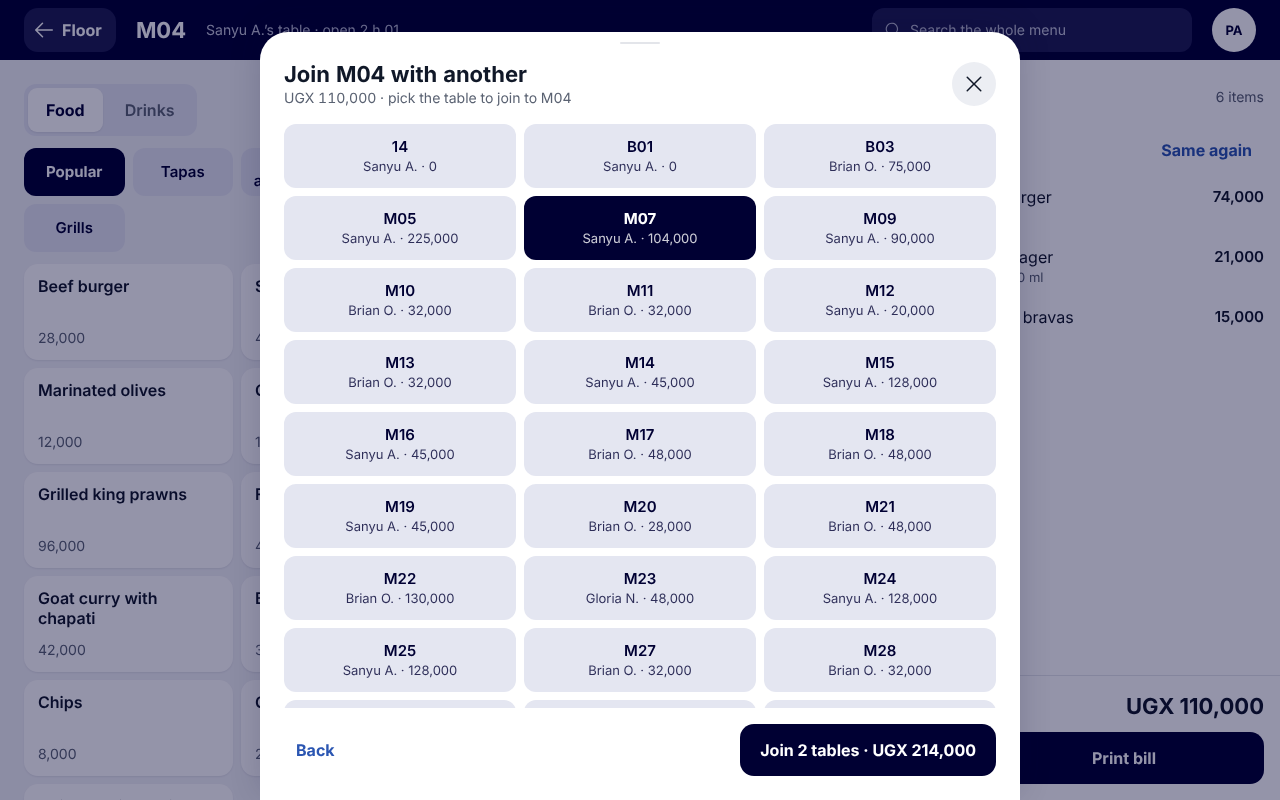 Floor
M04
Sanyu A.'s table · open 2 h 01
Search the whole menu
PA
Join M04 with another
UGX 110,000 · pick the table to join to M04
Food
Drinks
6 items
Popular
Tapas
Same again
Grills
14
Sanyu A. · 0
B01
Sanyu A. · 0
B03
Brian O. · 75,000
M05
Sanyu A. · 225,000
M07
Sanyu A. · 104,000
M09
Sanyu A. · 90,000
M10
Brian O. · 32,000
M11
Brian O. · 32,000
M12
Sanyu A. · 20,000
M13
Brian O. · 32,000
M14
Sanyu A. · 45,000
M15
Sanyu A. · 128,000
M16
Sanyu A. · 45,000
M17
Brian O. · 48,000
M18
Brian O. · 48,000
M19
Sanyu A. · 45,000
M20
Brian O. · 28,000
M21
Brian O. · 48,000
M22
Brian O. · 130,000
M23
Gloria N. · 48,000
M24
Sanyu A. · 128,000
M25
Sanyu A. · 128,000
M27
Brian O. · 32,000
M28
Brian O. · 32,000
Back
Join 2 tables · UGX 214,000
Beef burger
28,000
Marinated olives
12,000
Grilled king prawns
96,000
Goat curry with
chapati
42,000
Chips
8,000
74,000
21,000
0 ml
bravas
15,000
UGX 110,000
Print bill